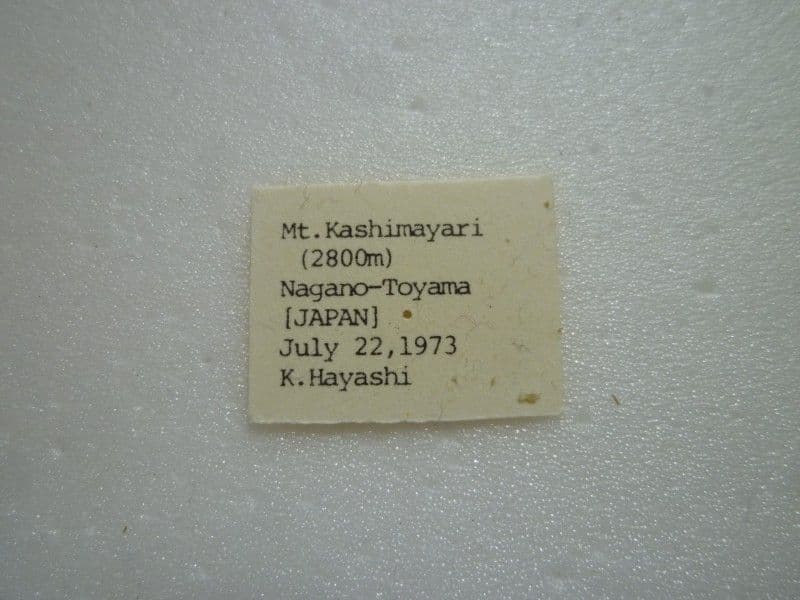 Mt.Kashimayari
(2800m)
Nagano-Toyama
[JAPAN]
July 22,1973
K.Hayashi